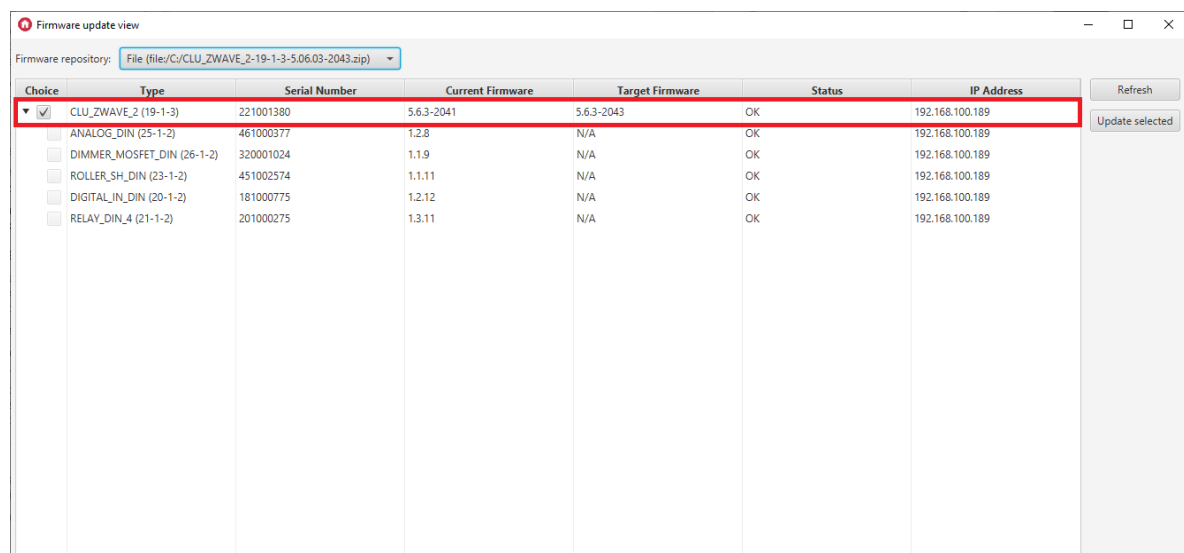 Firmware update view
Firmware repository: File (file:/C:/CLU_ZWAVE_2-19-1-3-5.06.03-2043.zip)
Choice Type Serial Number Current Firmware Target Firmware Status IP Address Refresh
CLU_ZWAVE_2 (19-1-3) 221001380 5.6.3-2041 5.6.3-2043 OK 192.168.100.189 Update selected
ANALOG_DIN (25-1-2) 461000377 1.2.8 N/A OK 192.168.100.189
DIMMER_MOSFET_DIN (26-1-2) 320001024 1.1.9 N/A OK 192.168.100.189
ROLLER_SH_DIN (23-1-2) 451002574 1.1.11 N/A OK 192.168.100.189
DIGITAL_IN_DIN (20-1-2) 181000775 1.2.12 N/A OK 192.168.100.189
RELAY_DIN_4 (21-1-2) 201000275 1.3.11 N/A OK 192.168.100.189